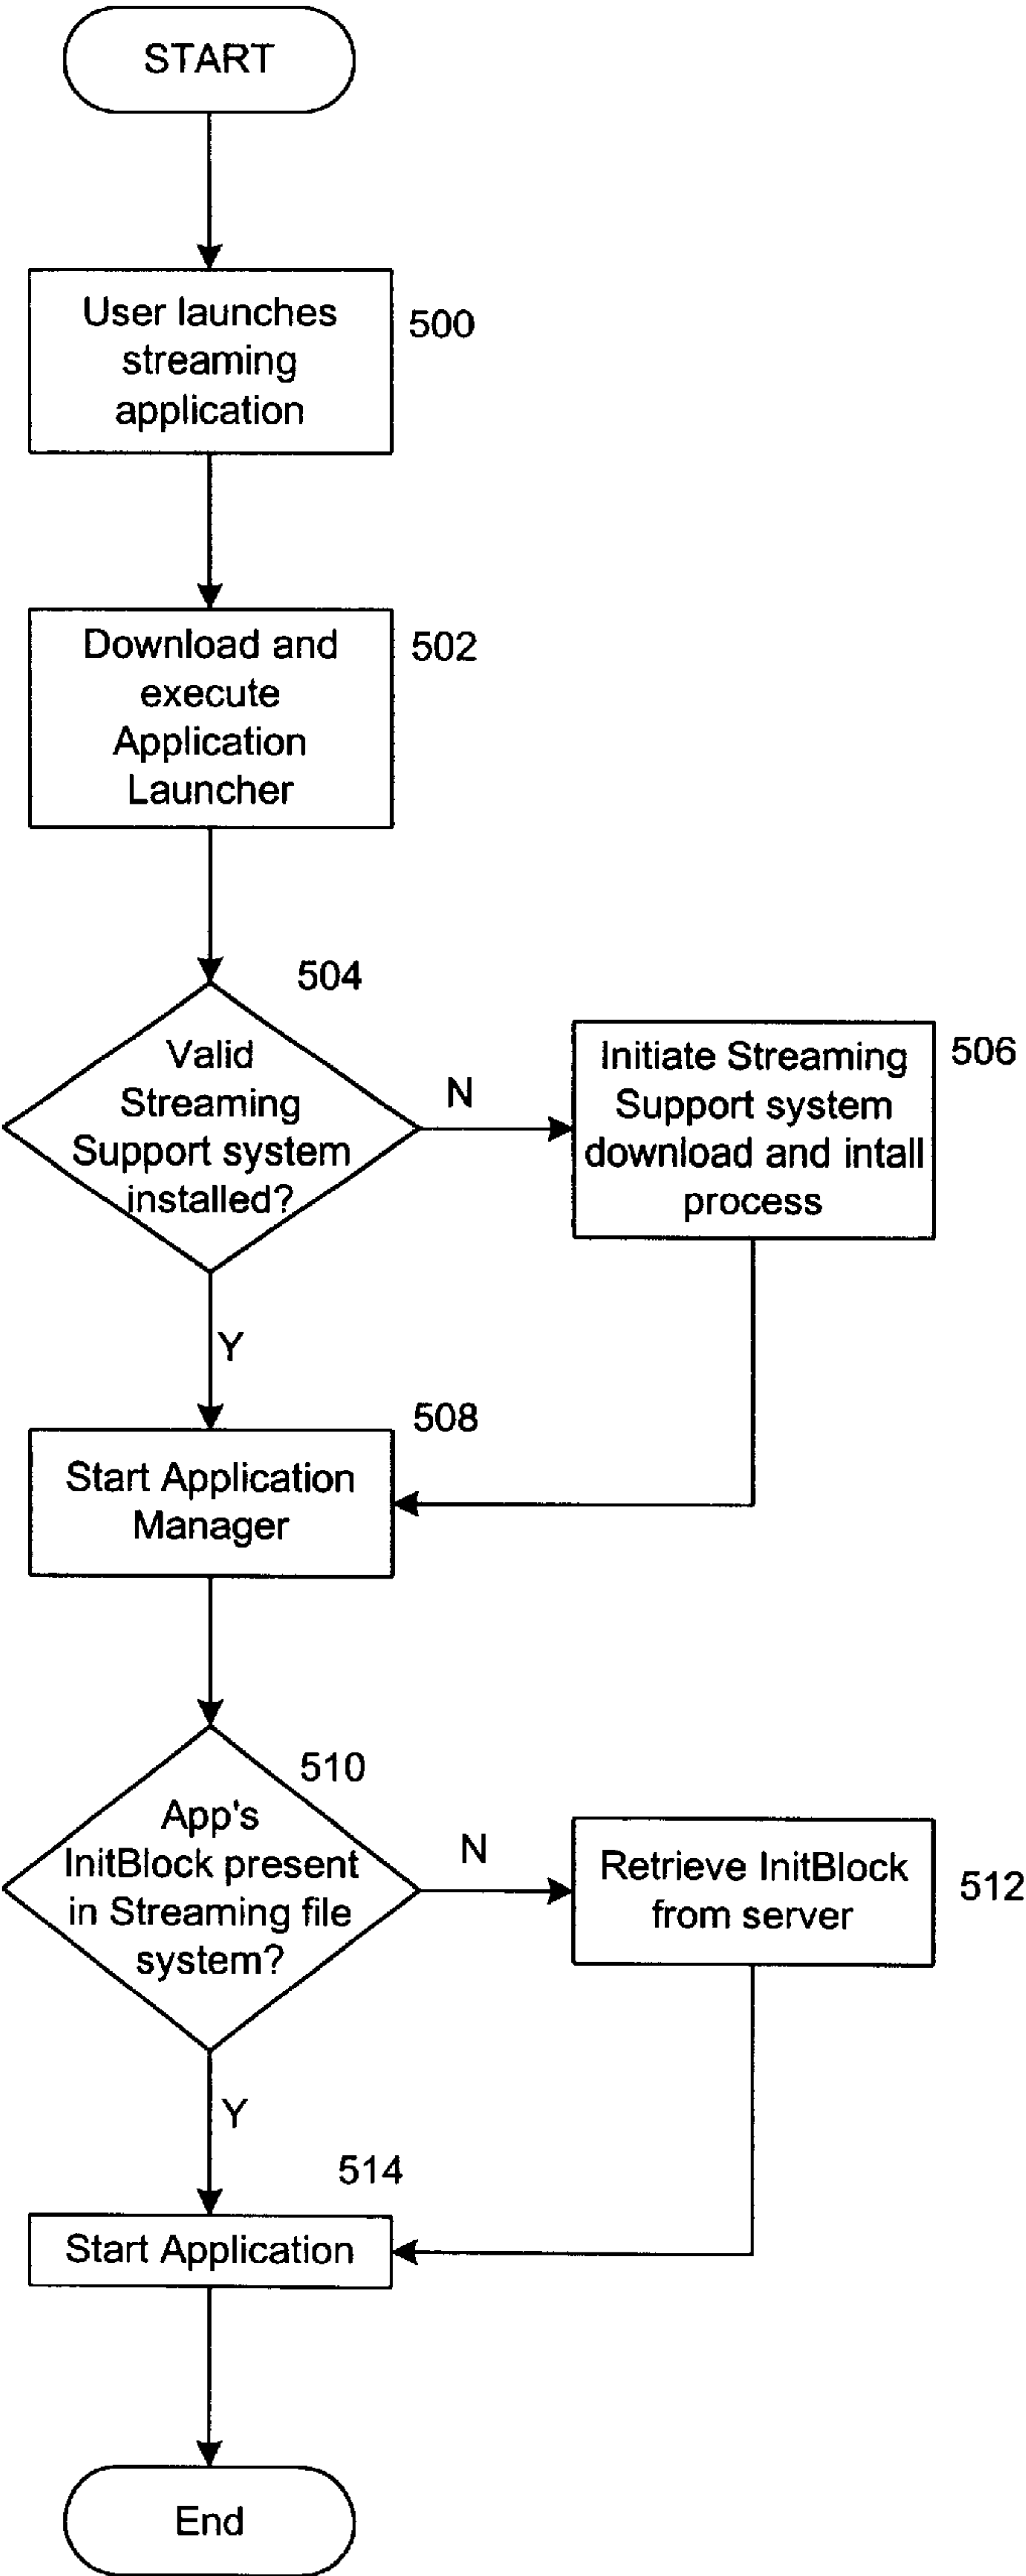 START
User launches
streaming
application
500
Download and
execute
Application
Launcher
502
504
Valid
Streaming
Support system
installed?
N
Initiate Streaming
Support system
download and intall
process
506
Y
508
Start Application
Manager
510
App's
InitBlock present
in Streaming file
system?
N
Retrieve InitBlock
from server
512
Y
514
Start Application
End